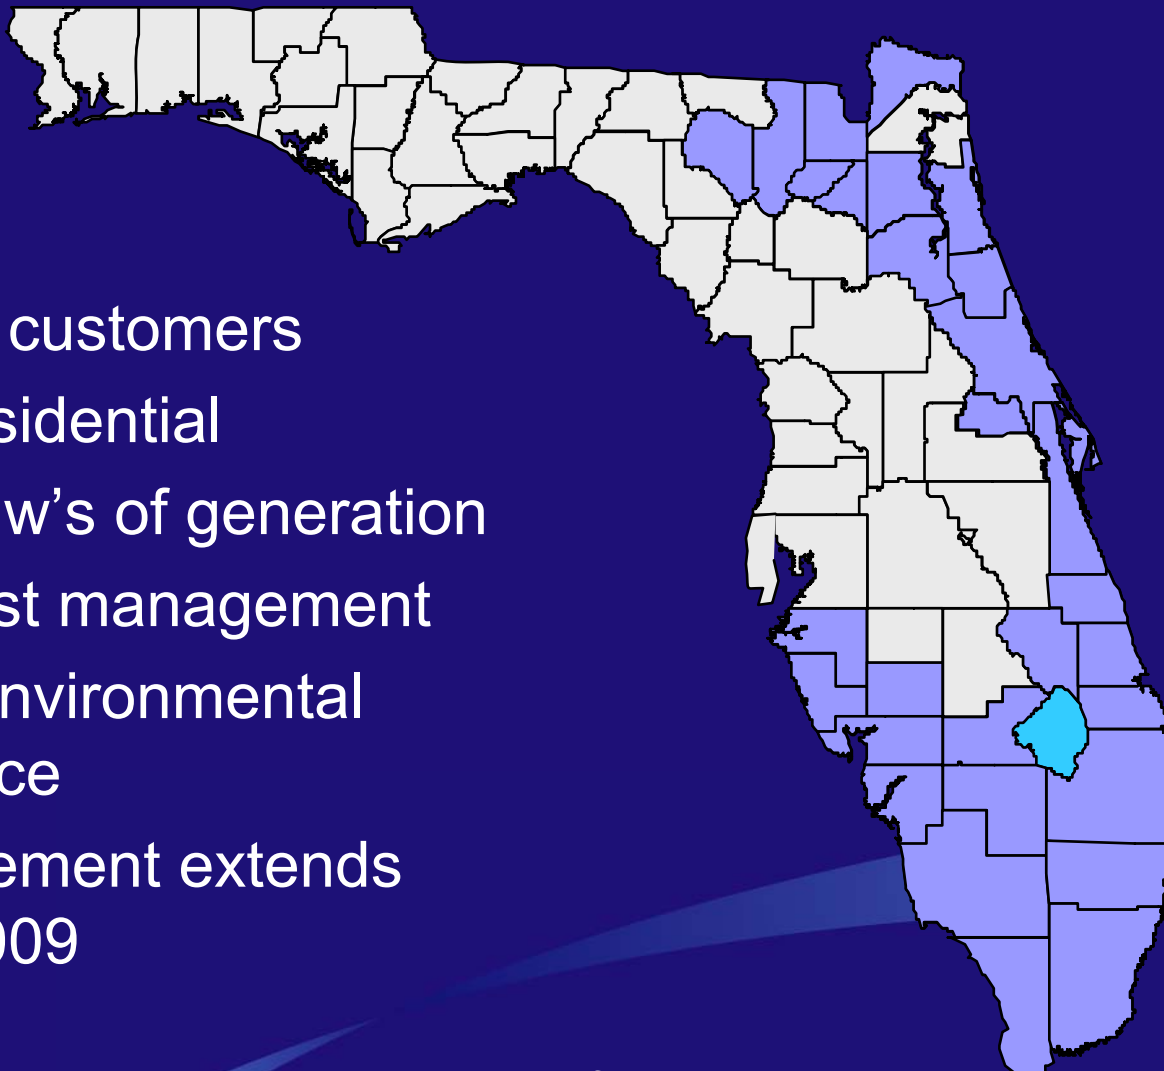 customers
sidential
w's of generation
st management
nvironmental
ce
ement extends
009